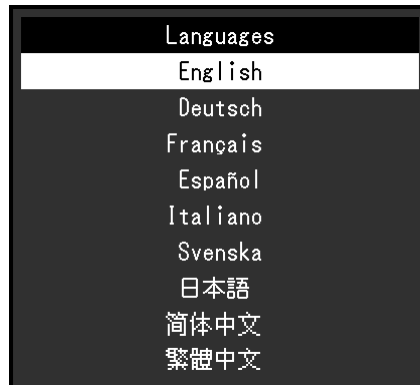 Languages
English
Deutsch
Français
Español
Italiano
Svenska
日本語
简体中文
繁體中文